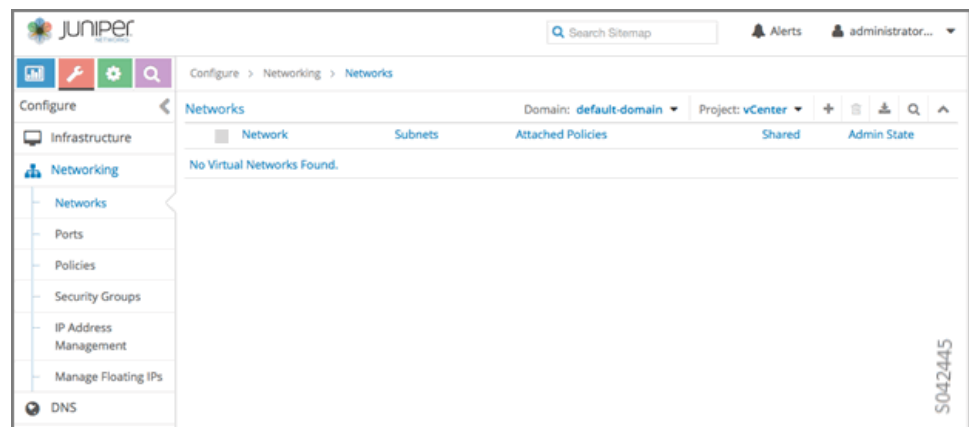 JUNIPER
NETWORKS
Search Sitemap
Alerts
administrator...
Configure > Networking > Networks
Configure
Networks
Domain: default-domain
Project: vCenter
Network
Subnets
Attached Policies
Shared
Admin State
No Virtual Networks Found.
Infrastructure
Networking
Networks
Ports
Policies
Security Groups
IP Address
Management
Manage Floating IPs
DNS
S042445